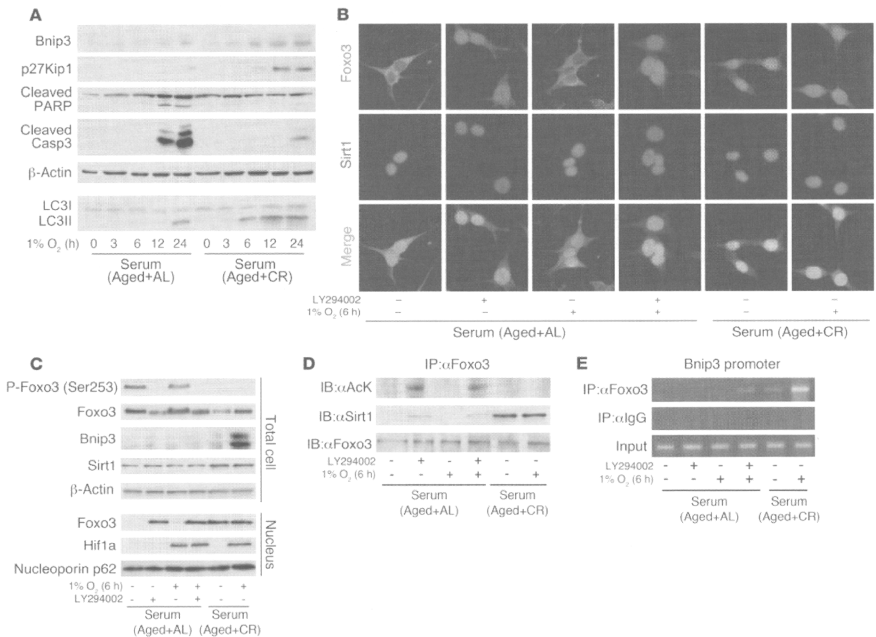 A
Bnip3
p27Kip1
Cleaved
PARP
Cleaved
Casp3
β-Actin
LC3I
LC3II
1% O2 (h) 0 3 6 12 24 0 3 6 12 24
Serum
(Aged+AL)
Serum
(Aged+CR)
B
Foxo3
Sirt1
Merge
LY294002 - + - + - -
1% O2 (6 h) - - + + - +
Serum (Aged+AL) Serum (Aged+CR)
C
P-Foxo3 (Ser253)
Foxo3
Bnip3
Sirt1
β-Actin
Total cell
Foxo3
Hif1a
Nucleoporin p62
Nucleus
1% O2 (6 h) - - + + - +
LY294002 - + - + - -
Serum
(Aged+AL)
Serum
(Aged+CR)
D
IP:αFoxo3
IB:αAcK
IB:αSirt1
IB:αFoxo3
LY294002 - + - + - -
1% O2 (6 h) - - + + - +
Serum
(Aged+AL)
Serum
(Aged+CR)
E
Bnip3 promoter
IP:αFoxo3
IP:αIgG
Input
LY294002 - + - + - -
1% O2 (6 h) - - + + - +
Serum
(Aged+AL)
Serum
(Aged+CR)